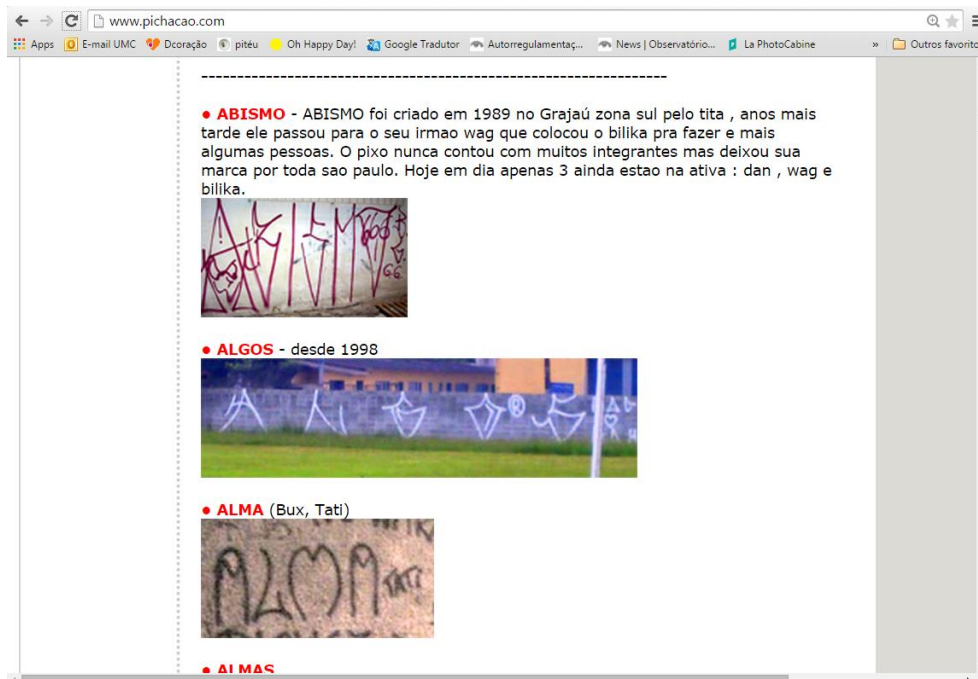 www.pichacao.com
Apps E-mail UMC Dcoração pitéu Oh Happy Day! Google Tradutor Autorregulamentaç... News | Observatório... La PhotoCabine » Outros favorito
-----------------------------------------------------------------
● ABISMO - ABISMO foi criado em 1989 no Grajaú zona sul pelo tita , anos mais
tarde ele passou para o seu irmao wag que colocou o bilika pra fazer e mais
algumas pessoas. O pixo nunca contou com muitos integrantes mas deixou sua
marca por toda sao paulo. Hoje em dia apenas 3 ainda estao na ativa : dan , wag e
bilika.
● ALGOS - desde 1998
● ALMA (Bux, Tati)
ALMA TATI
● ALMAS